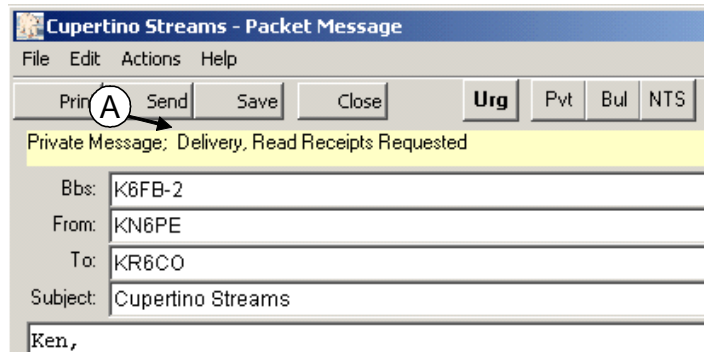 Cupertino Streams - Packet Message
File Edit Actions Help
Print A Send Save Close Urg Pvt Bul NTS
Private Message; Delivery, Read Receipts Requested
Bbs: K6FB-2
From: KN6PE
To: KR6CO
Subject: Cupertino Streams
Ken,